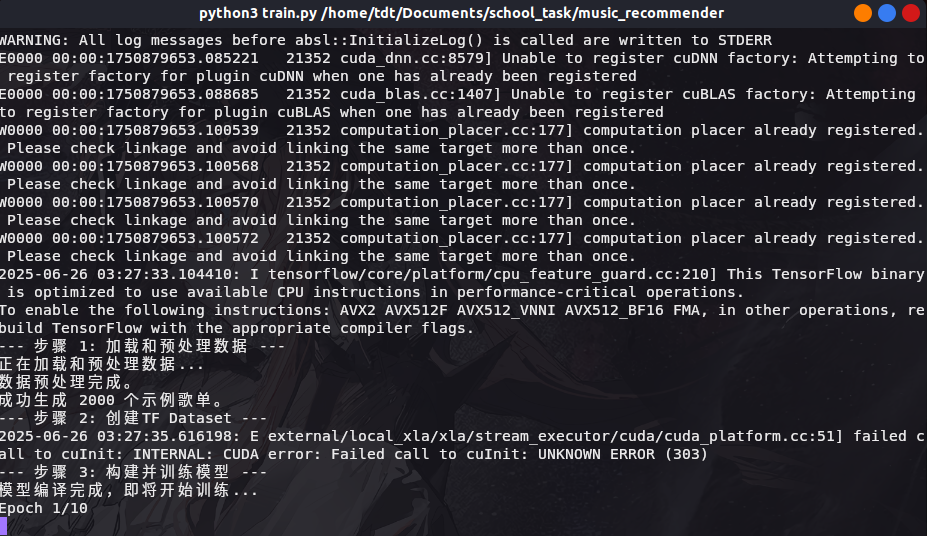 python3 train.py /home/tdt/Documents/school_task/music_recommender
WARNING: All log messages before absl::InitializeLog() is called are written to STDERR
E0000 00:00:1750879653.085221   21352 cuda_dnn.cc:8579] Unable to register cuDNN factory: Attempting to
 register factory for plugin cuDNN when one has already been registered
E0000 00:00:1750879653.088685   21352 cuda_blas.cc:1407] Unable to register cuBLAS factory: Attempting
to register factory for plugin cuBLAS when one has already been registered
W0000 00:00:1750879653.100539   21352 computation_placer.cc:177] computation placer already registered.
 Please check linkage and avoid linking the same target more than once.
W0000 00:00:1750879653.100568   21352 computation_placer.cc:177] computation placer already registered.
 Please check linkage and avoid linking the same target more than once.
W0000 00:00:1750879653.100570   21352 computation_placer.cc:177] computation placer already registered.
 Please check linkage and avoid linking the same target more than once.
W0000 00:00:1750879653.100572   21352 computation_placer.cc:177] computation placer already registered.
 Please check linkage and avoid linking the same target more than once.
2025-06-26 03:27:33.104410: I tensorflow/core/platform/cpu_feature_guard.cc:210] This TensorFlow binary
 is optimized to use available CPU instructions in performance-critical operations.
To enable the following instructions: AVX2 AVX512F AVX512_VNNI AVX512_BF16 FMA, in other operations, re
build TensorFlow with the appropriate compiler flags.
--- 步骤 1: 加载和预处理数据 ---
正在加载和预处理数据...
数据预处理完成。
成功生成 2000 个示例歌单。
--- 步骤 2: 创建TF Dataset ---
2025-06-26 03:27:35.616198: E external/local_xla/xla/stream_executor/cuda/cuda_platform.cc:51] failed c
all to cuInit: INTERNAL: CUDA error: Failed call to cuInit: UNKNOWN ERROR (303)
--- 步骤 3: 构建并训练模型 ---
模型编译完成，即将开始训练...
Epoch 1/10